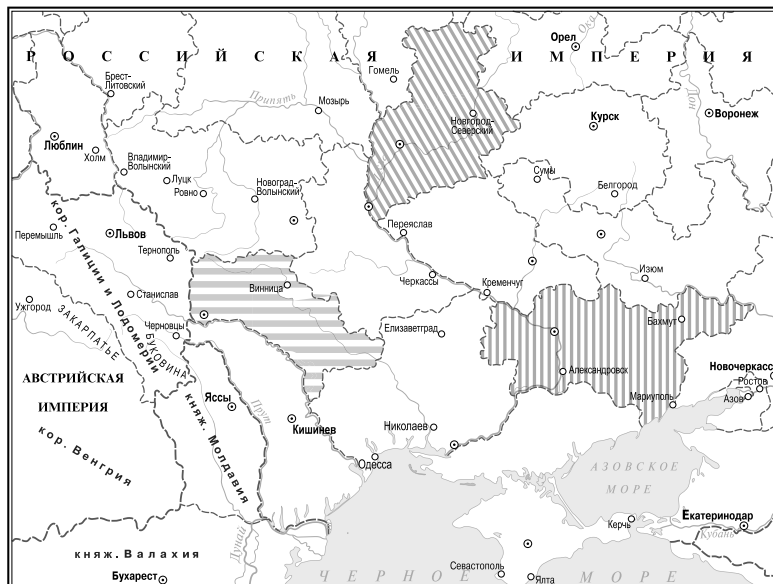 РОССИЙСКАЯ ИМПЕРИЯ
Орел
Ока
Гомель
Брест-
Литовский
Припять
Мозырь
Дон
Новгород-
Северский
Курск
Воронеж
Люблин
Холм
Владимир-
Волынский
Луцк
Ровно
Новоград-
Волынский
Сумы
Белгород
Переяслав
Перемышль
Львов
Тернополь
кор. Галиции и Лодомерии
Винница
Черкассы
Кременчуг
Изюм
Ужгород
Станислав
ЗАКАРПАТЬЕ
Черновцы
БУКОВИНА
Елизаветград
Бахмут
АВСТРИЙСКАЯ
ИМПЕРИЯ
кор. Венгрия
Александровск
Новочеркасск
Ростов
Азов
Мариуполь
Яссы
Прут
княж. Молдавия
Кишинев
Николаев
Одесса
АЗОВСКОЕ
МОРЕ
Керчь
Екатеринодар
Кубань
Дунай
княж. Валахия
Бухарест
Севастополь
Ялта
ЧЕРНОЕ МОРЕ